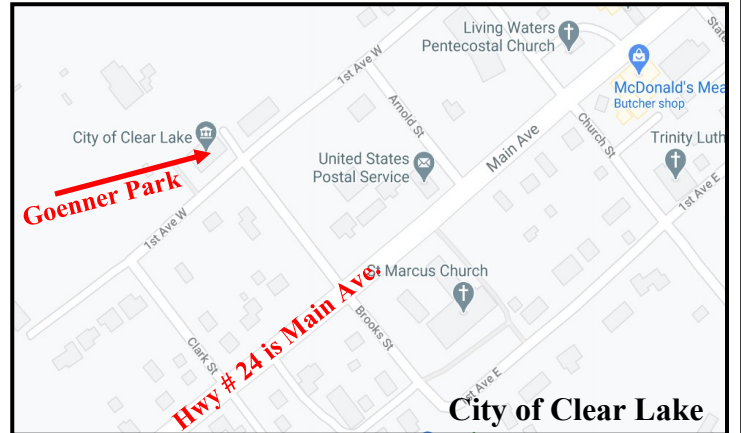 Living Waters
Pentecostal Church
State
1st Ave W
McDonald's Mea
Butcher shop
Arnold St
Church St
City of Clear Lake
Main Ave
Trinity Luth
United States
Postal Service
Goenner Park
1st Ave E
1st Ave W
St Marcus Church
Hwy # 24 is Main Ave.
Brooks St
Clark St
st Ave E
City of Clear Lake